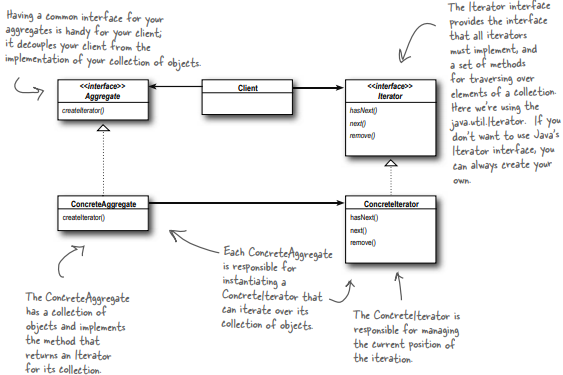 Having a common interface for your
aggregates is handy for your client;
it decouples your client from the
implementation of your collection of objects.
The Iterator interface
provides the interface
that all iterators
must implement, and
a set of methods
for traversing over
elements of a collection.
Here we're using the
java.util.Iterator. If you
don't want to use Java's
Iterator interface, you
can always create your
own.
<<interface>>
Aggregate
createIterator()
Client
<<interface>>
Iterator
hasNext()
next()
remove()
ConcreteAggregate
createIterator()
ConcreteIterator
hasNext()
next()
remove()
Each ConcreteAggregate
is responsible for
instantiating a
ConcreteIterator that
can iterate over its
collection of objects.
The ConcreteAggregate
has a collection of
objects and implements
the method that
returns an Iterator
for its collection.
The ConcreteIterator is
responsible for managing
the current position of
the iteration.